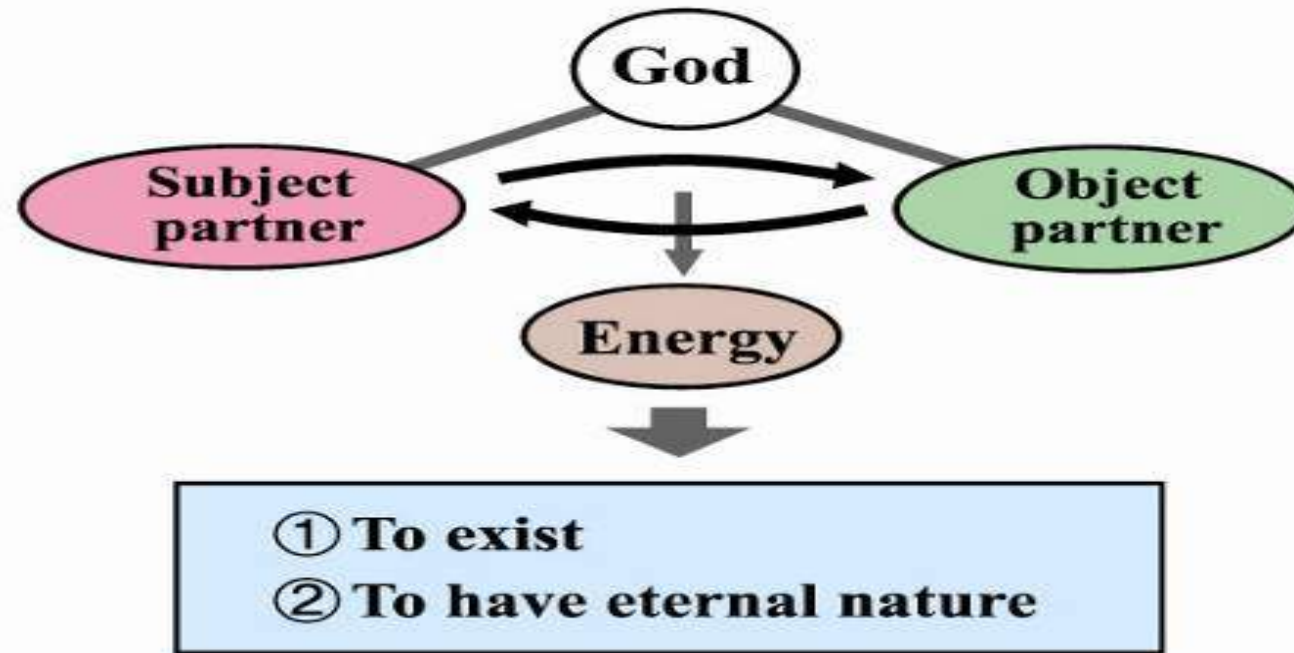 God
Subject
partner
Object
partner
Energy
① To exist
② To have eternal nature